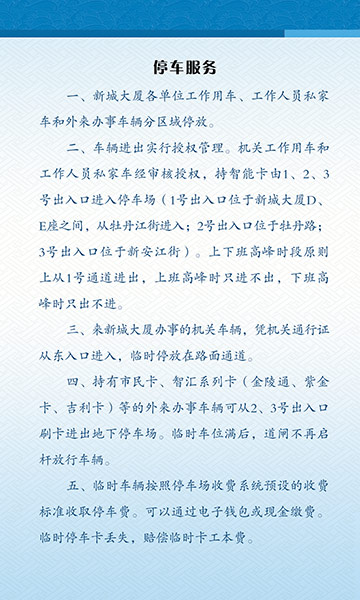 停车服务
一、新城大厦各单位工作用车、工作人员私家
车和外来办事车辆分区域停放。
二、车辆进出实行授权管理。机关工作用车和
工作人员私家车经审核授权，持智能卡由1、2、3
号出入口进入停车场（1号出入口位于新城大厦D、
E座之间，从牡丹江街进入；2号出入口位于牡丹路；
3号出入口位于新安江街）。上下班高峰时段原则
上从1号通道进出，上班高峰时只进不出，下班高
峰时只出不进。
三、来新城大厦办事的机关车辆，凭机关通行证
从东入口进入，临时停放在路面通道。
四、持有市民卡、智汇系列卡（金陵通、紫金
卡、吉利卡）等的外来办事车辆可从2、3号出入口
刷卡进出地下停车场。临时车位满后，道闸不再启
杆放行车辆。
五、临时车辆按照停车场收费系统预设的收费
标准收取停车费。可以通过电子钱包或现金缴费。
临时停车卡丢失，赔偿临时卡工本费。